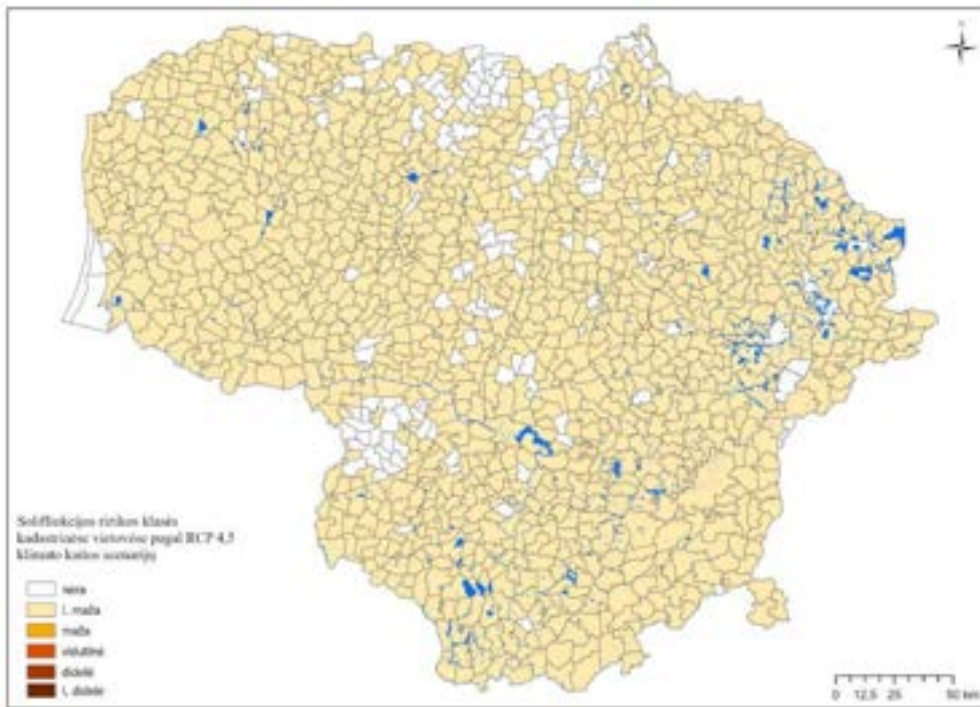 Solifliukcijos rizikos klasės
kadastrinėse vietovėse pagal RCP 4,5
klimato kaitos scenarijų
nėra
l. maža
maža
vidutinė
didelė
l. didelė
0 12,5 25 50 km